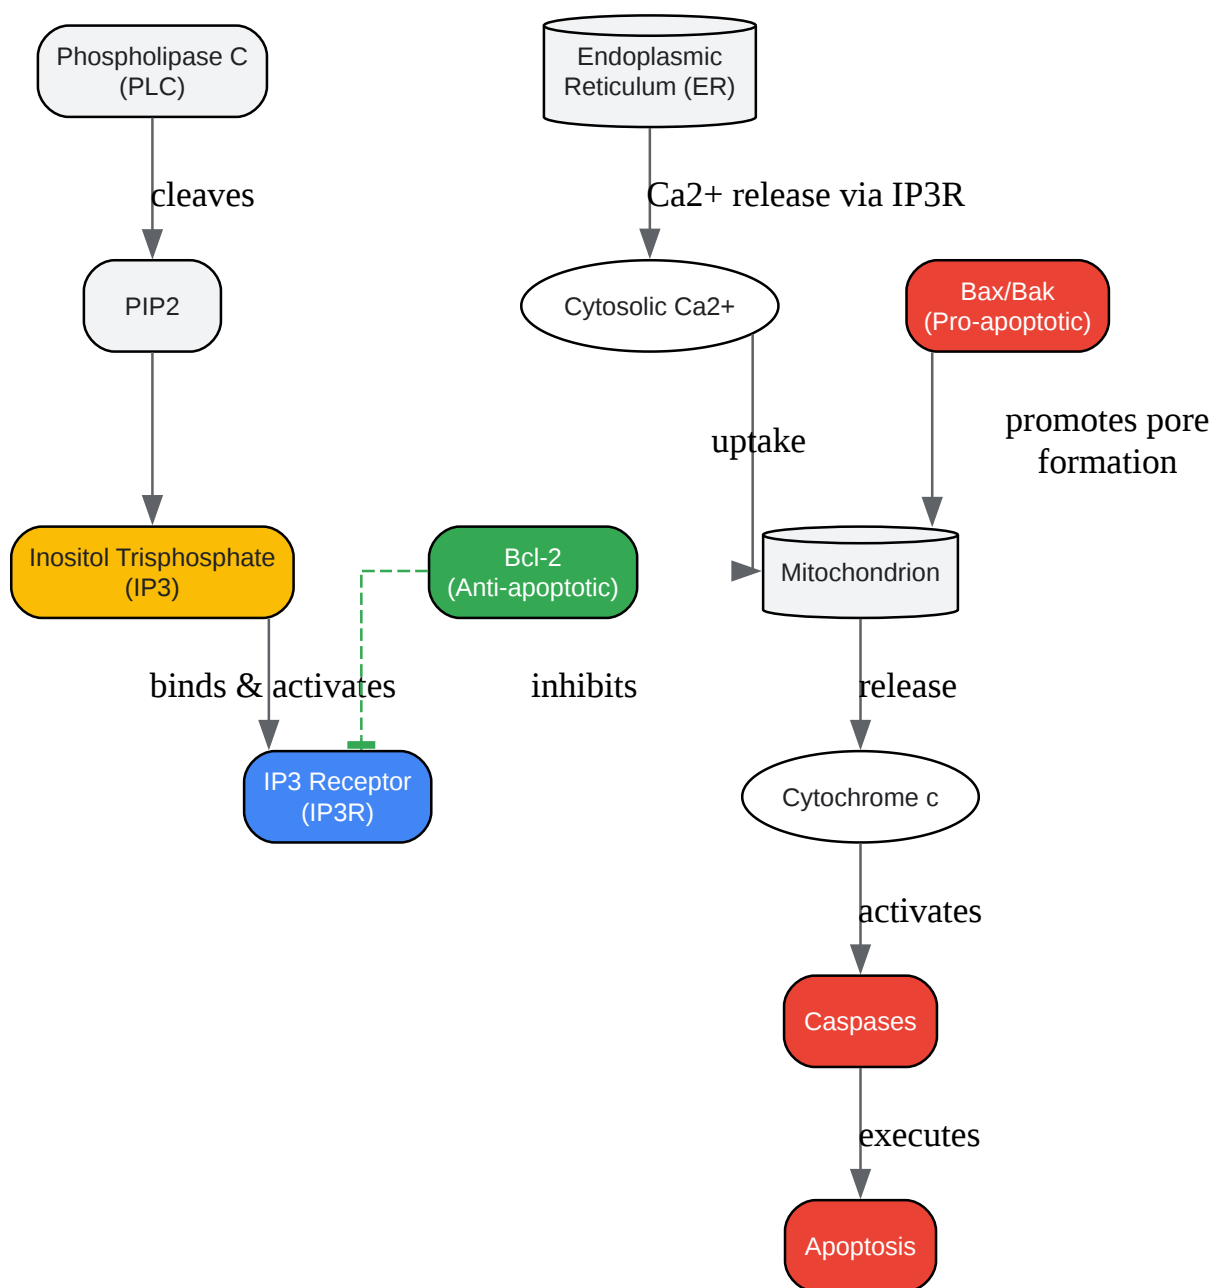 Phospholipase C
(PLC)
Endoplasmic
Reticulum (ER)
cleaves
Ca2+ release via IP3R
PIP2
Cytosolic Ca2+
Bax/Bak
(Pro-apoptotic)
uptake
promotes pore
formation
Inositol Trisphosphate
(IP3)
Bcl-2
(Anti-apoptotic)
Mitochondrion
binds & activates
inhibits
release
IP3 Receptor
(IP3R)
Cytochrome c
activates
Caspases
executes
Apoptosis